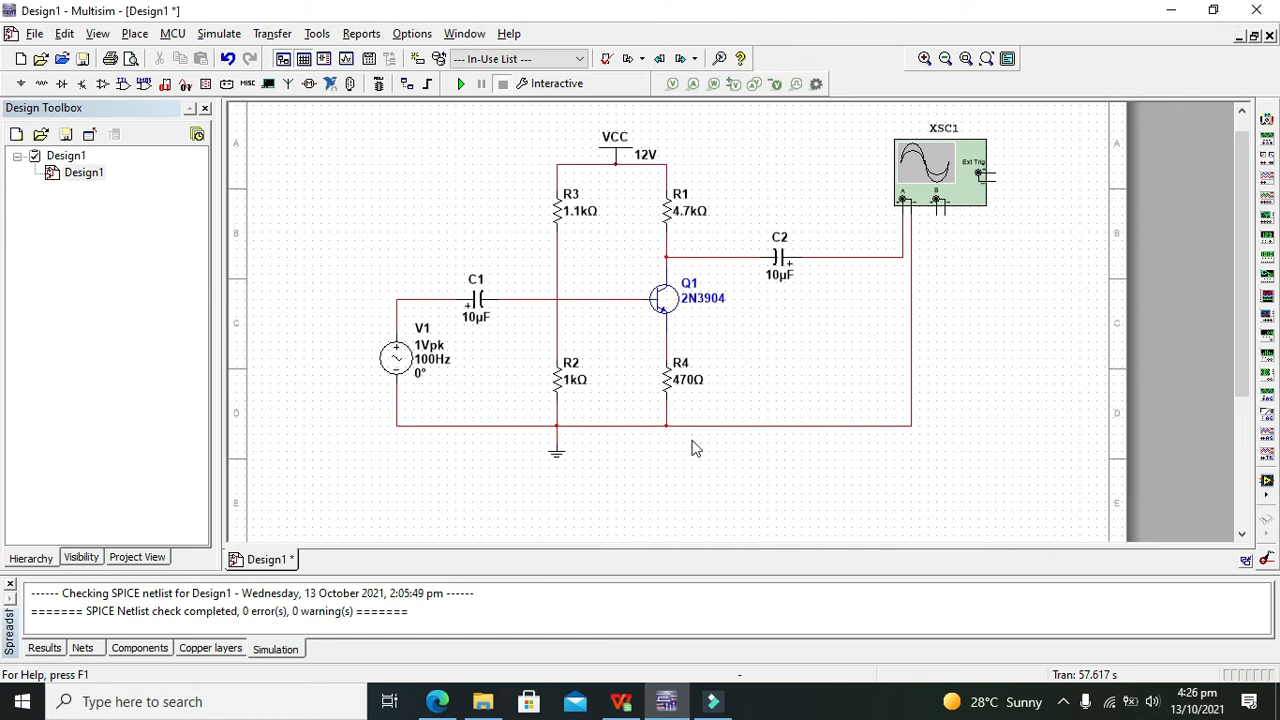 Design1 - Multisim - [Design1 *]
File Edit View Place MCU Simulate Transfer Tools Reports Options Window Help
--- In-Use List ---
MISC
Interactive
V A W V A V
Design Toolbox
Design1
Design1
A
B
C
D
E
A
B
C
D
E
VCC
12V
R3
1.1kΩ
R1
4.7kΩ
C2
+
10µF
C1
+
10µF
Q1
2N3904
V1
1Vpk
100Hz
0°
R2
1kΩ
R4
470Ω
XSC1
Ext Trig
A B
Hierarchy Visibility Project View
Design1 *
Spreadsh
------ Checking SPICE netlist for Design1 - Wednesday, 13 October 2021, 2:05:49 pm ------
======= SPICE Netlist check completed, 0 error(s), 0 warning(s) =======
Results Nets Components Copper layers Simulation
For Help, press F1
-
Tran: 57.617 s
Type here to search
28°C Sunny
4:26 pm
13/10/2021